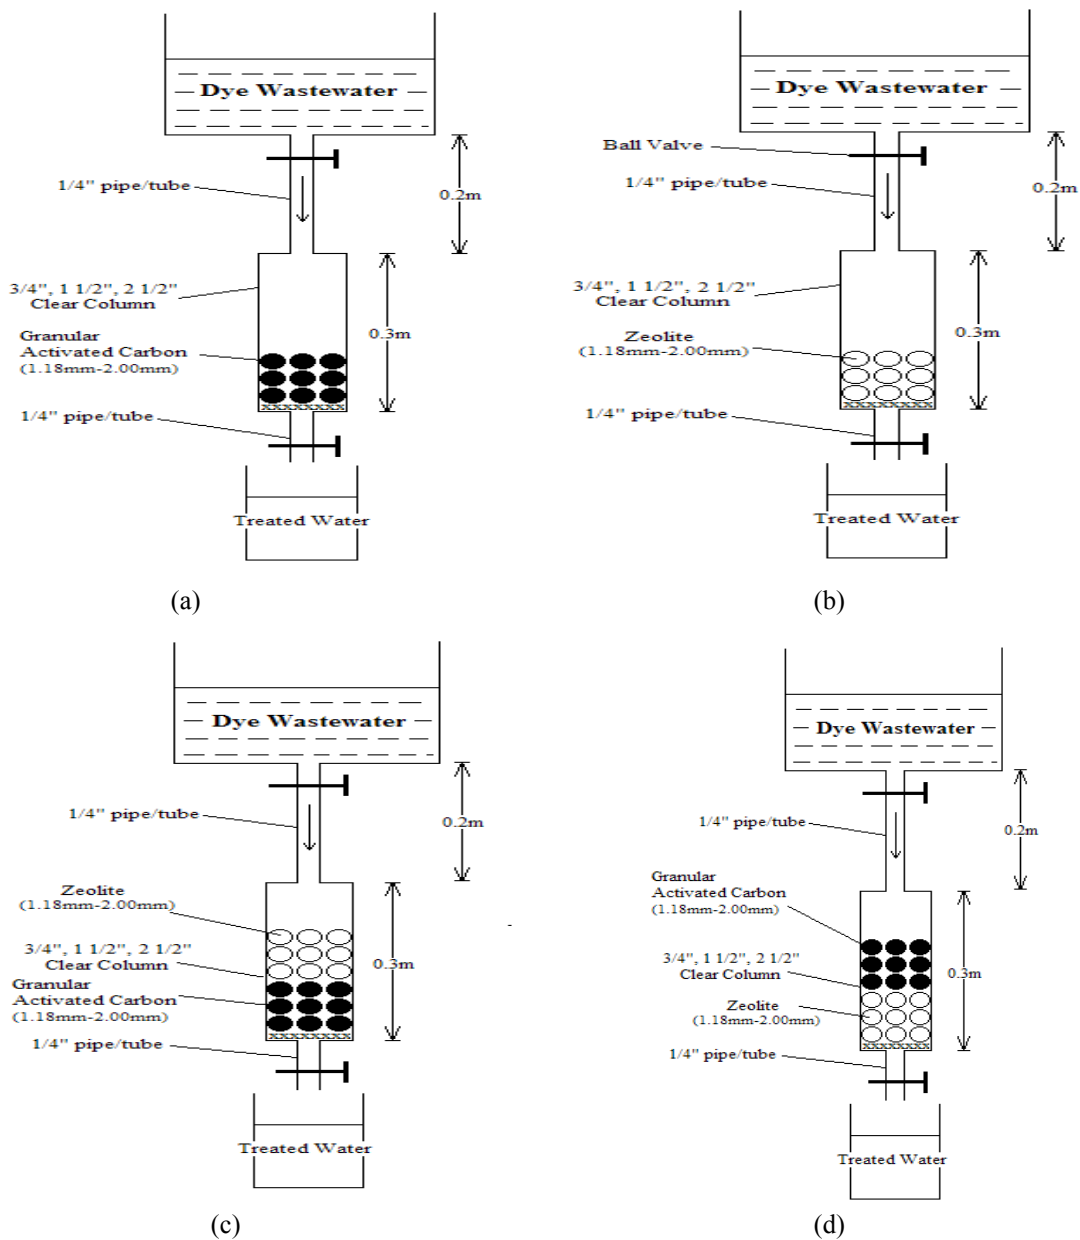 Dye Wastewater
1/4" pipe/tube
0.2m
3/4", 1 1/2", 2 1/2"
Clear Column
0.3m
Granular
Activated Carbon
(1.18mm-2.00mm)
xxxxxxxx
1/4" pipe/tube
Treated Water
(a)
Dye Wastewater
Ball Valve
1/4" pipe/tube
0.2m
3/4", 1 1/2", 2 1/2"
Clear Column
0.3m
Zeolite
(1.18mm-2.00mm)
xxxxxxxx
1/4" pipe/tube
Treated Water
(b)
Dye Wastewater
1/4" pipe/tube
0.2m
Zeolite
(1.18mm-2.00mm)
3/4", 1 1/2", 2 1/2"
Clear Column
0.3m
Granular
Activated Carbon
(1.18mm-2.00mm)
xxxxxxxx
1/4" pipe/tube
Treated Water
(c)
Dye Wastewater
1/4" pipe/tube
0.2m
Granular
Activated Carbon
(1.18mm-2.00mm)
3/4", 1 1/2", 2 1/2"
Clear Column
0.3m
Zeolite
(1.18mm-2.00mm)
xxxxxxxx
1/4" pipe/tube
Treated Water
(d)